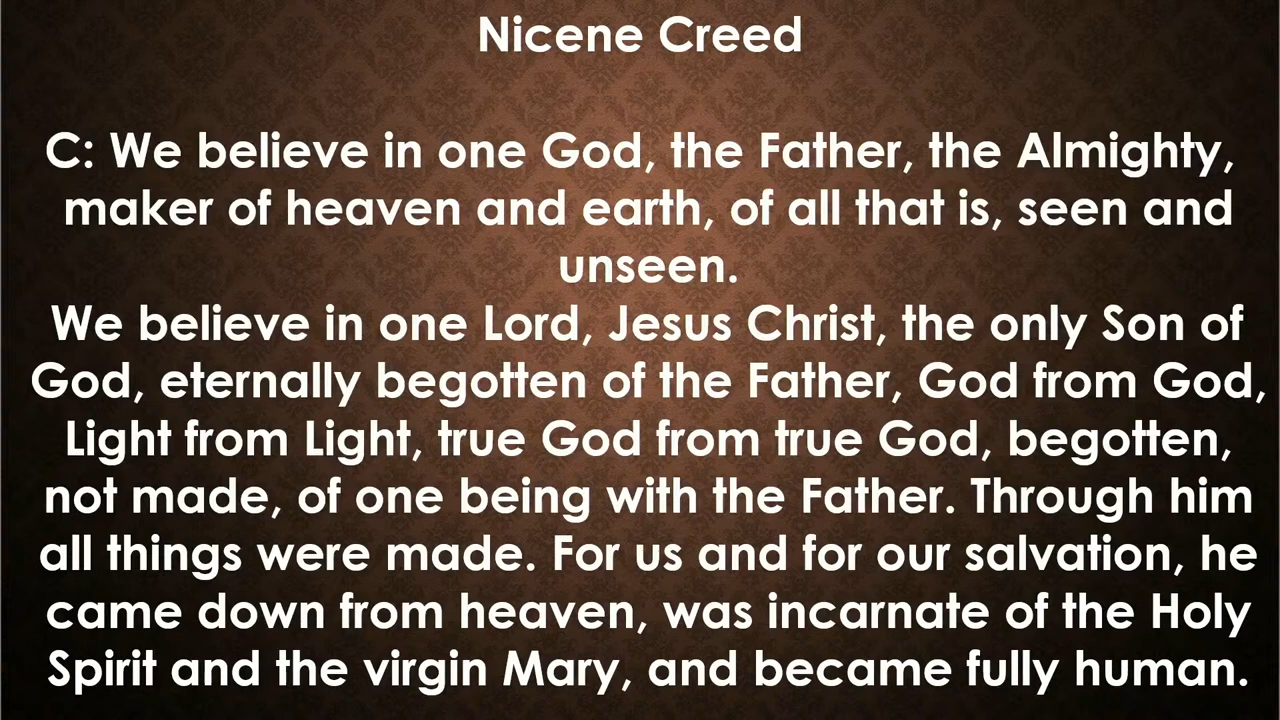 Nicene Creed
C: We believe in one God, the Father, the Almighty,
maker of heaven and earth, of all that is, seen and
unseen.
We believe in one Lord, Jesus Christ, the only Son of
God, eternally begotten of the Father, God from God,
Light from Light, true God from true God, begotten,
not made, of one being with the Father. Through him
all things were made. For us and for our salvation, he
came down from heaven, was incarnate of the Holy
Spirit and the virgin Mary, and became fully human.